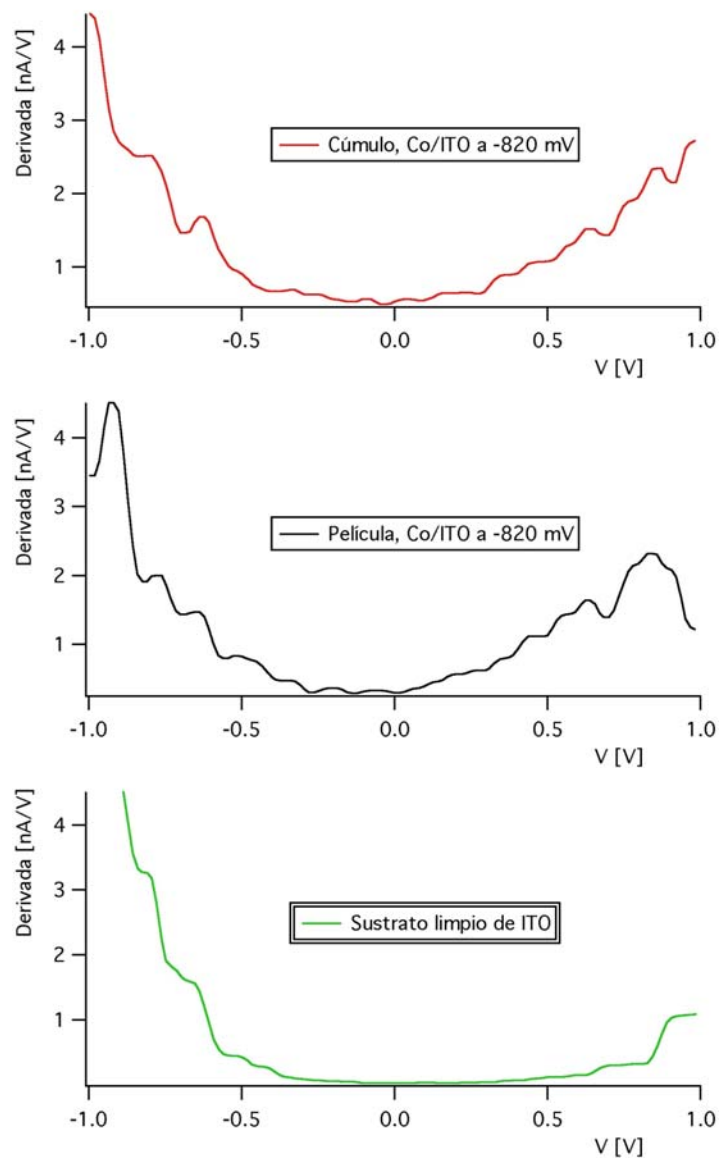 Derivada [nA/V]
4
3
2
1
Cúmulo, Co/ITO a -820 mV
-1.0 -0.5 0.0 0.5 1.0
V [V]
Derivada [nA/V]
4
3
2
1
Película, Co/ITO a -820 mV
-1.0 -0.5 0.0 0.5 1.0
V [V]
Derivada [nA/V]
4
3
2
1
Sustrato limpio de ITO
-1.0 -0.5 0.0 0.5 1.0
V [V]